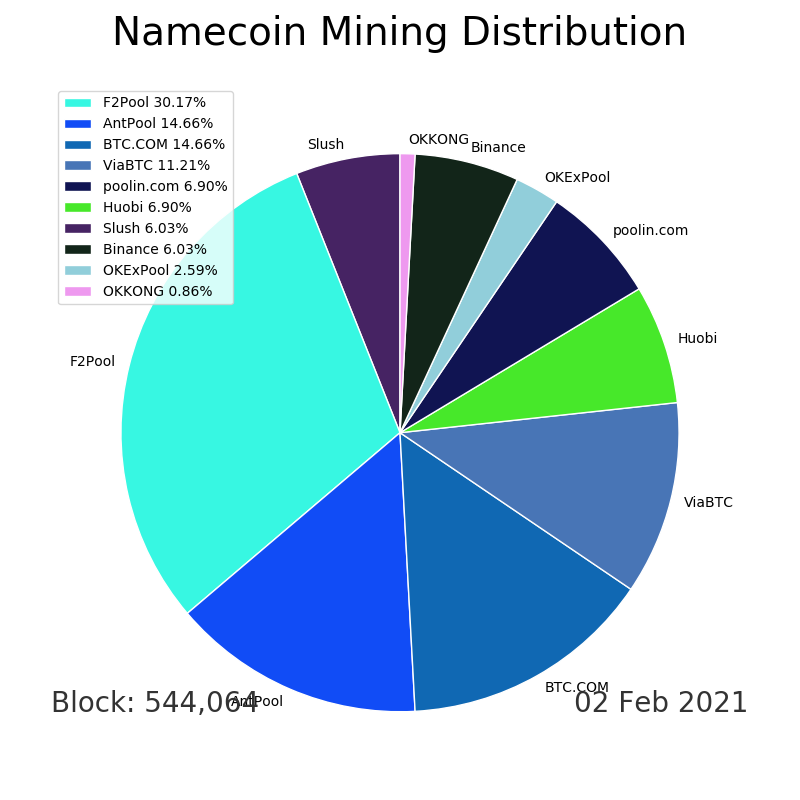 Namecoin Mining Distribution
F2Pool 30.17%
AntPool 14.66%
BTC.COM 14.66%
ViaBTC 11.21%
poolin.com 6.90%
Huobi 6.90%
Slush 6.03%
Binance 6.03%
OKExPool 2.59%
OKKONG 0.86%
Slush
OKKONG
Binance
OKExPool
poolin.com
Huobi
F2Pool
ViaBTC
BTC.COM
AntPool
Block: 544,064
02 Feb 2021